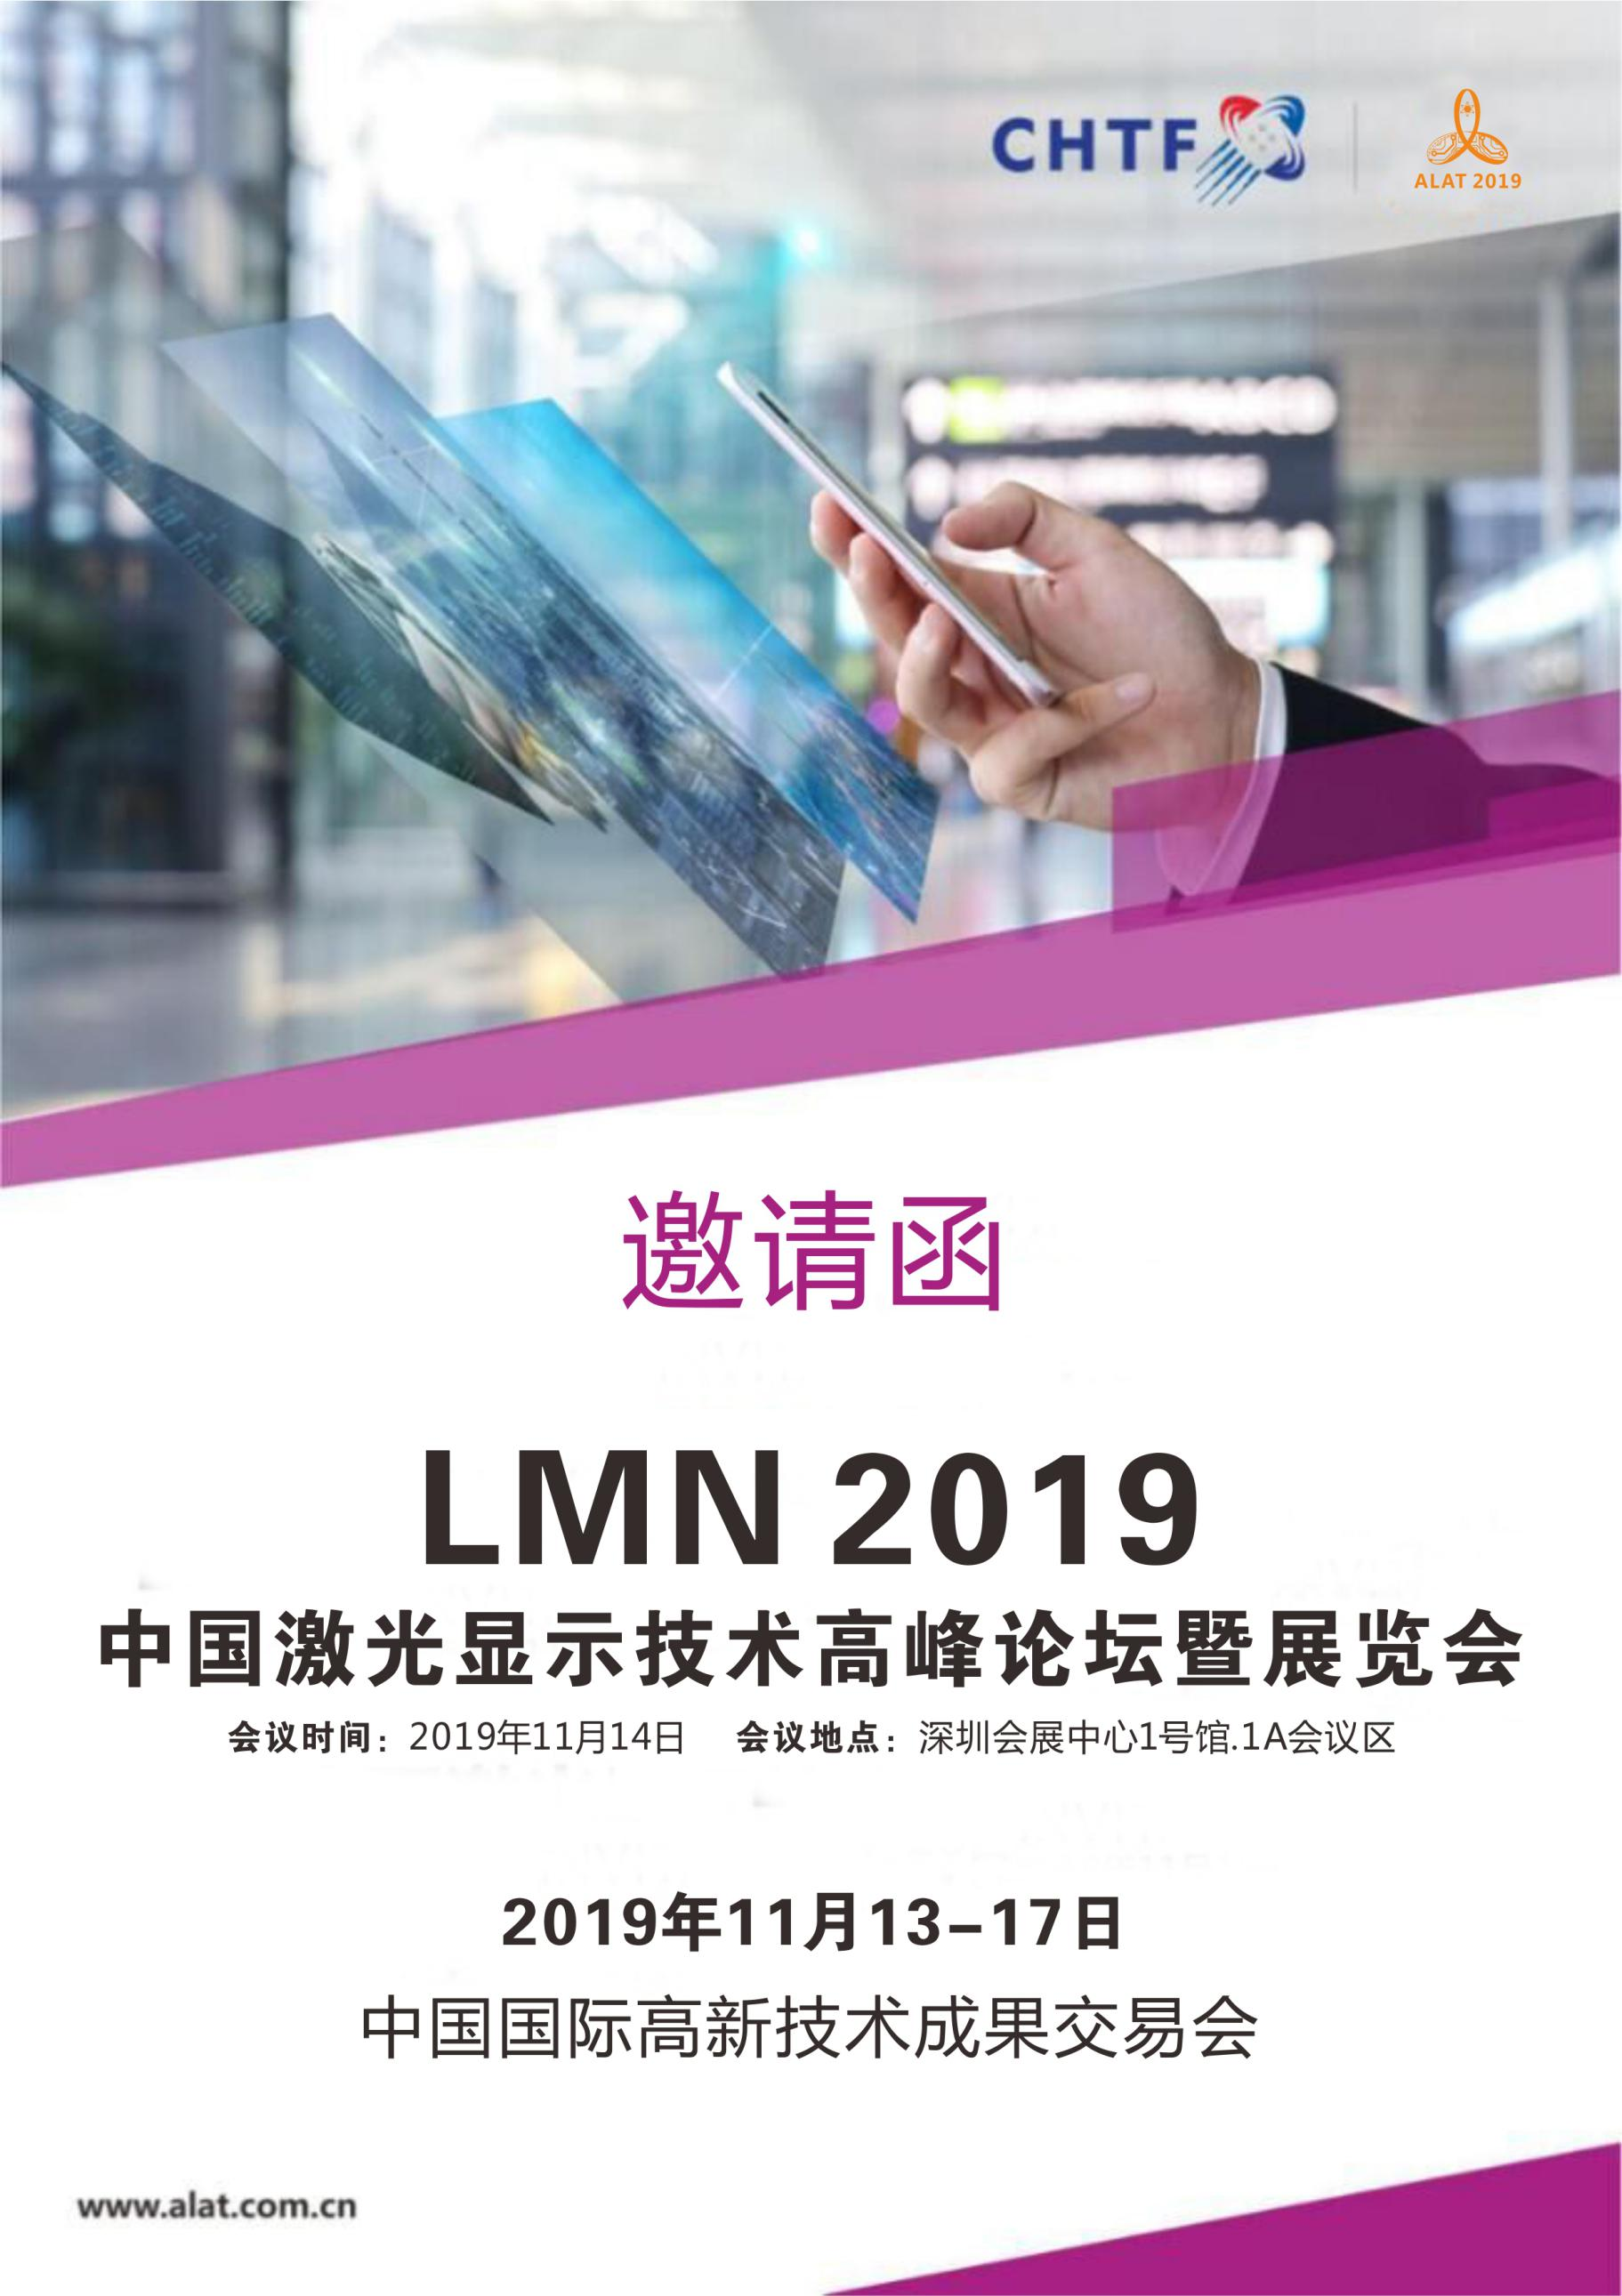 CHTF
ALAT 2019
邀请函
LMN 2019
中国激光显示技术高峰论坛暨展览会
会议时间：2019年11月14日 会议地点：深圳会展中心1号馆.1A会议区
2019年11月13-17日
中国国际高新技术成果交易会
www.alat.com.cn